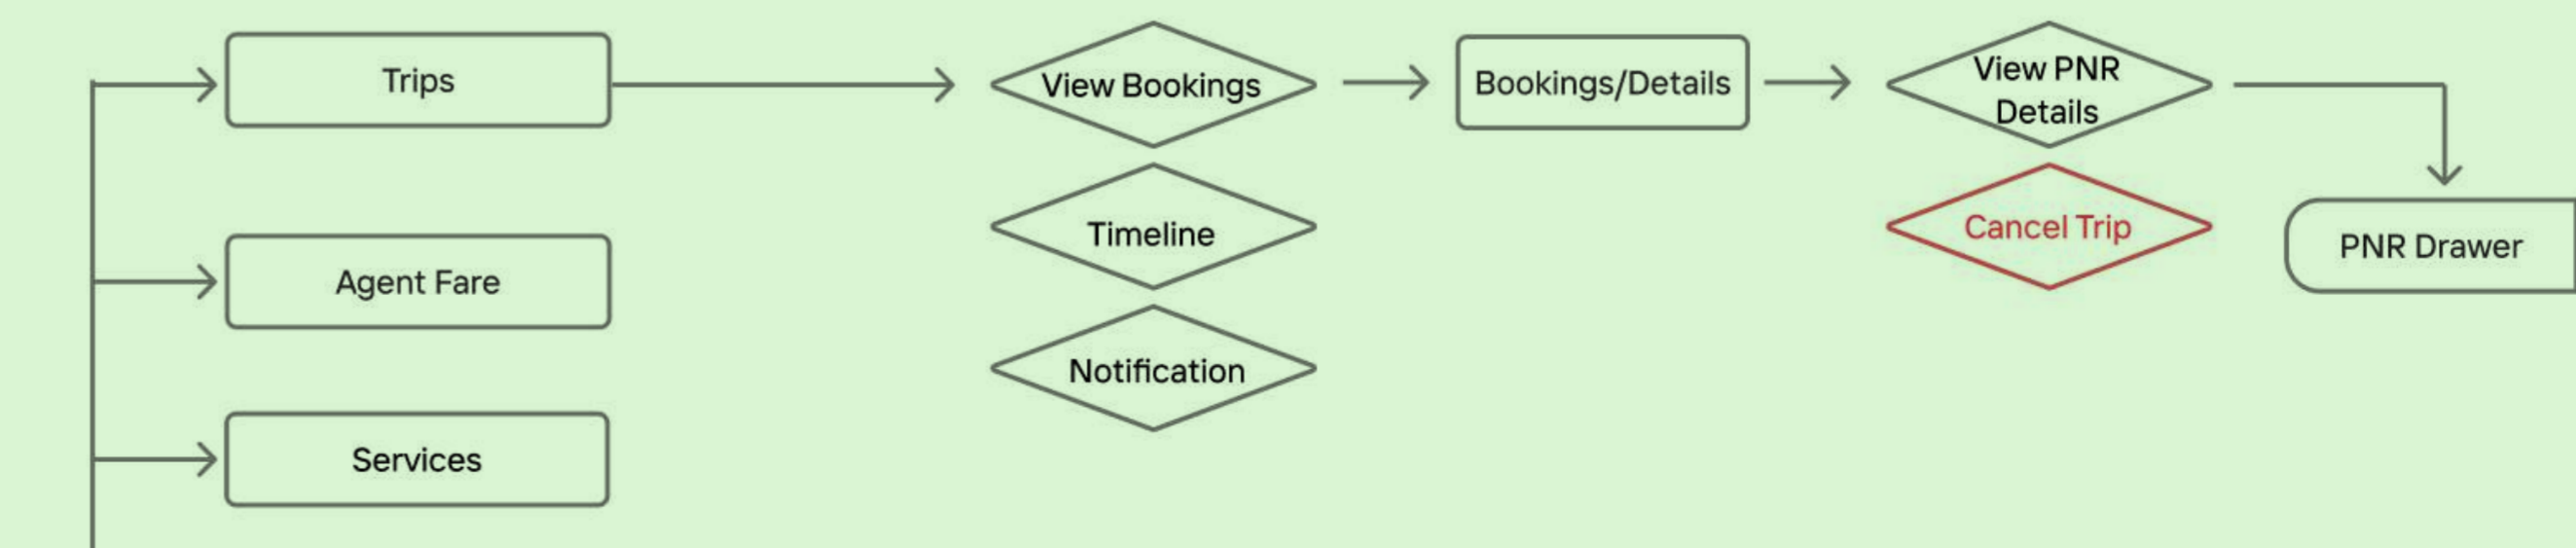 Trips
View Bookings
Bookings/Details
View PNR
Details
Timeline
Cancel Trip
PNR Drawer
Agent Fare
Notification
Services